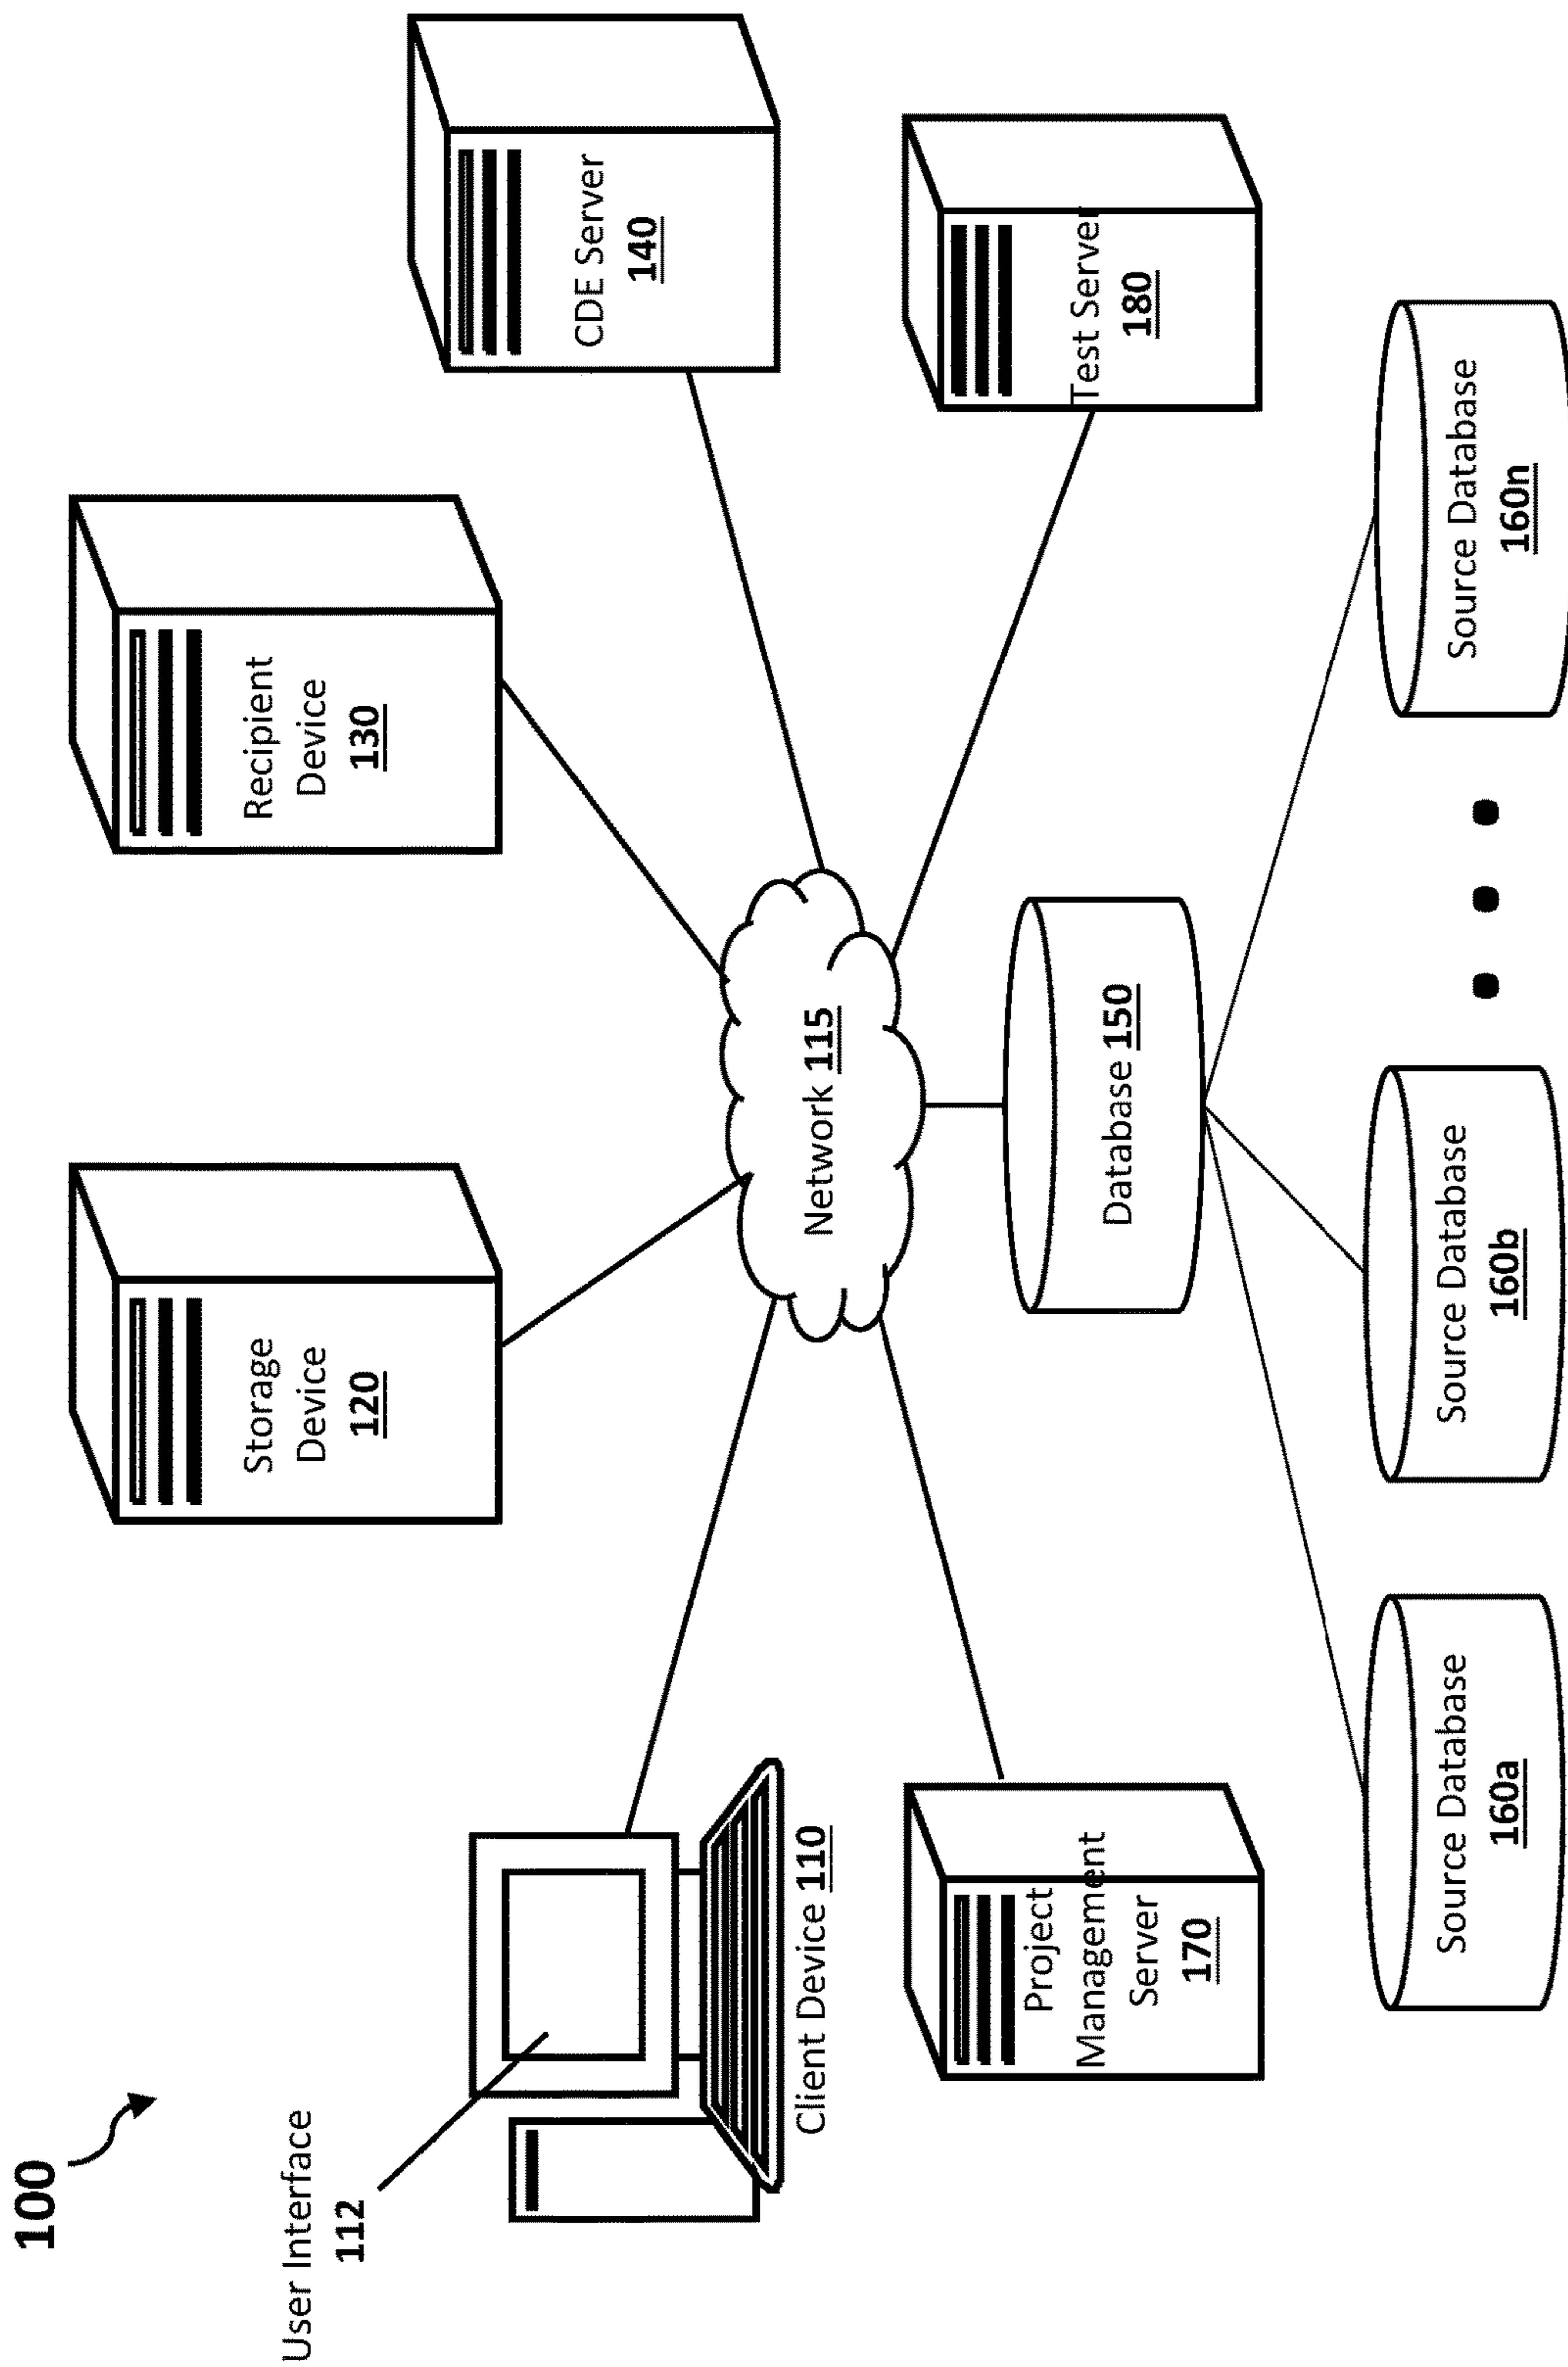 100
User Interface
112
Client Device 110
Storage
Device
120
Recipient
Device
130
CDE Server
140
Network 115
Project
Management
Server
170
Database 150
Test Server
180
Source Database
160a
Source Database
160b
Source Database
160n